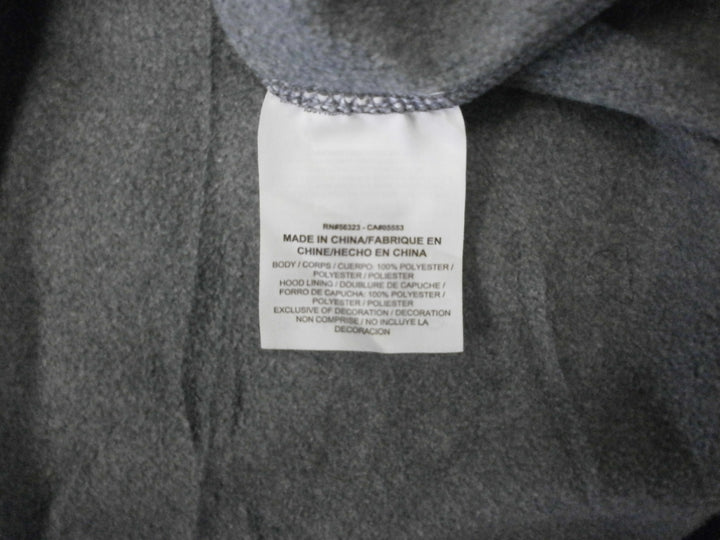 RN#56323 - CA#05553
MADE IN CHINA/FABRIQUE EN
CHINE/HECHO EN CHINA
BODY / CORPS / CUERPO: 100% POLYESTER /
POLYESTER / POLIESTER
HOOD LINING / DOUBLURE DE CAPUCHE /
FORRO DE CAPUCHA: 100% POLYESTER /
POLYESTER / POLIESTER
EXCLUSIVE OF DECORATION / DECORATION
NON COMPRISE / NO INCLUYE LA
DECORACION